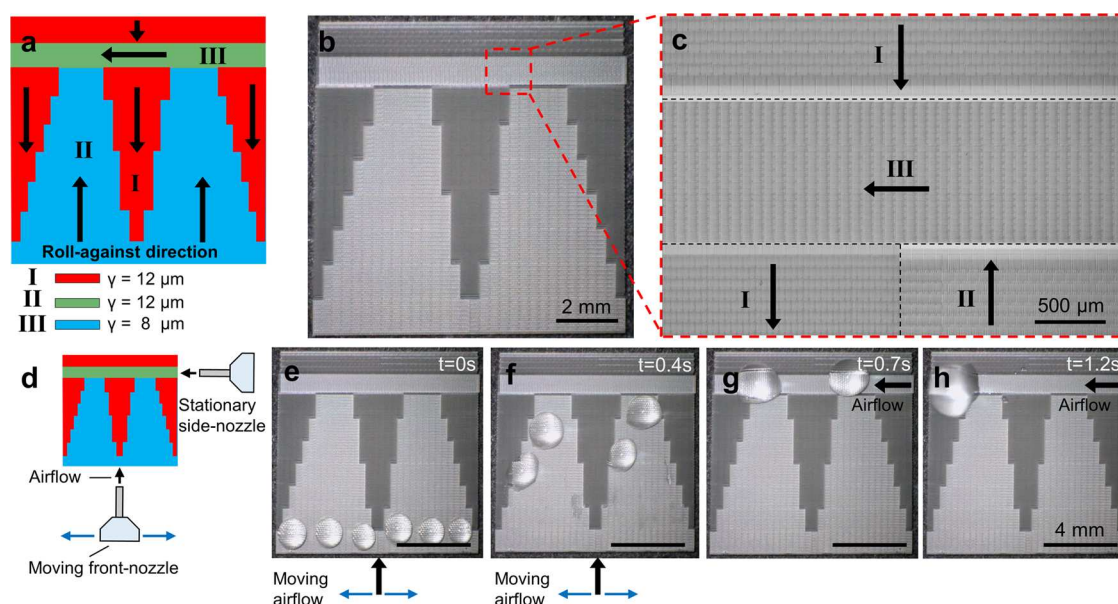 a
III
II
I
Roll-against direction
I γ = 12 µm
II γ = 12 µm
III γ = 8 µm
b
2 mm
c
I
III
I
II
500 µm
d
Stationary
side-nozzle
Airflow
Moving front-nozzle
e
t=0s
Moving
airflow
f
t=0.4s
Moving
airflow
g
t=0.7s
Airflow
h
t=1.2s
Airflow
4 mm